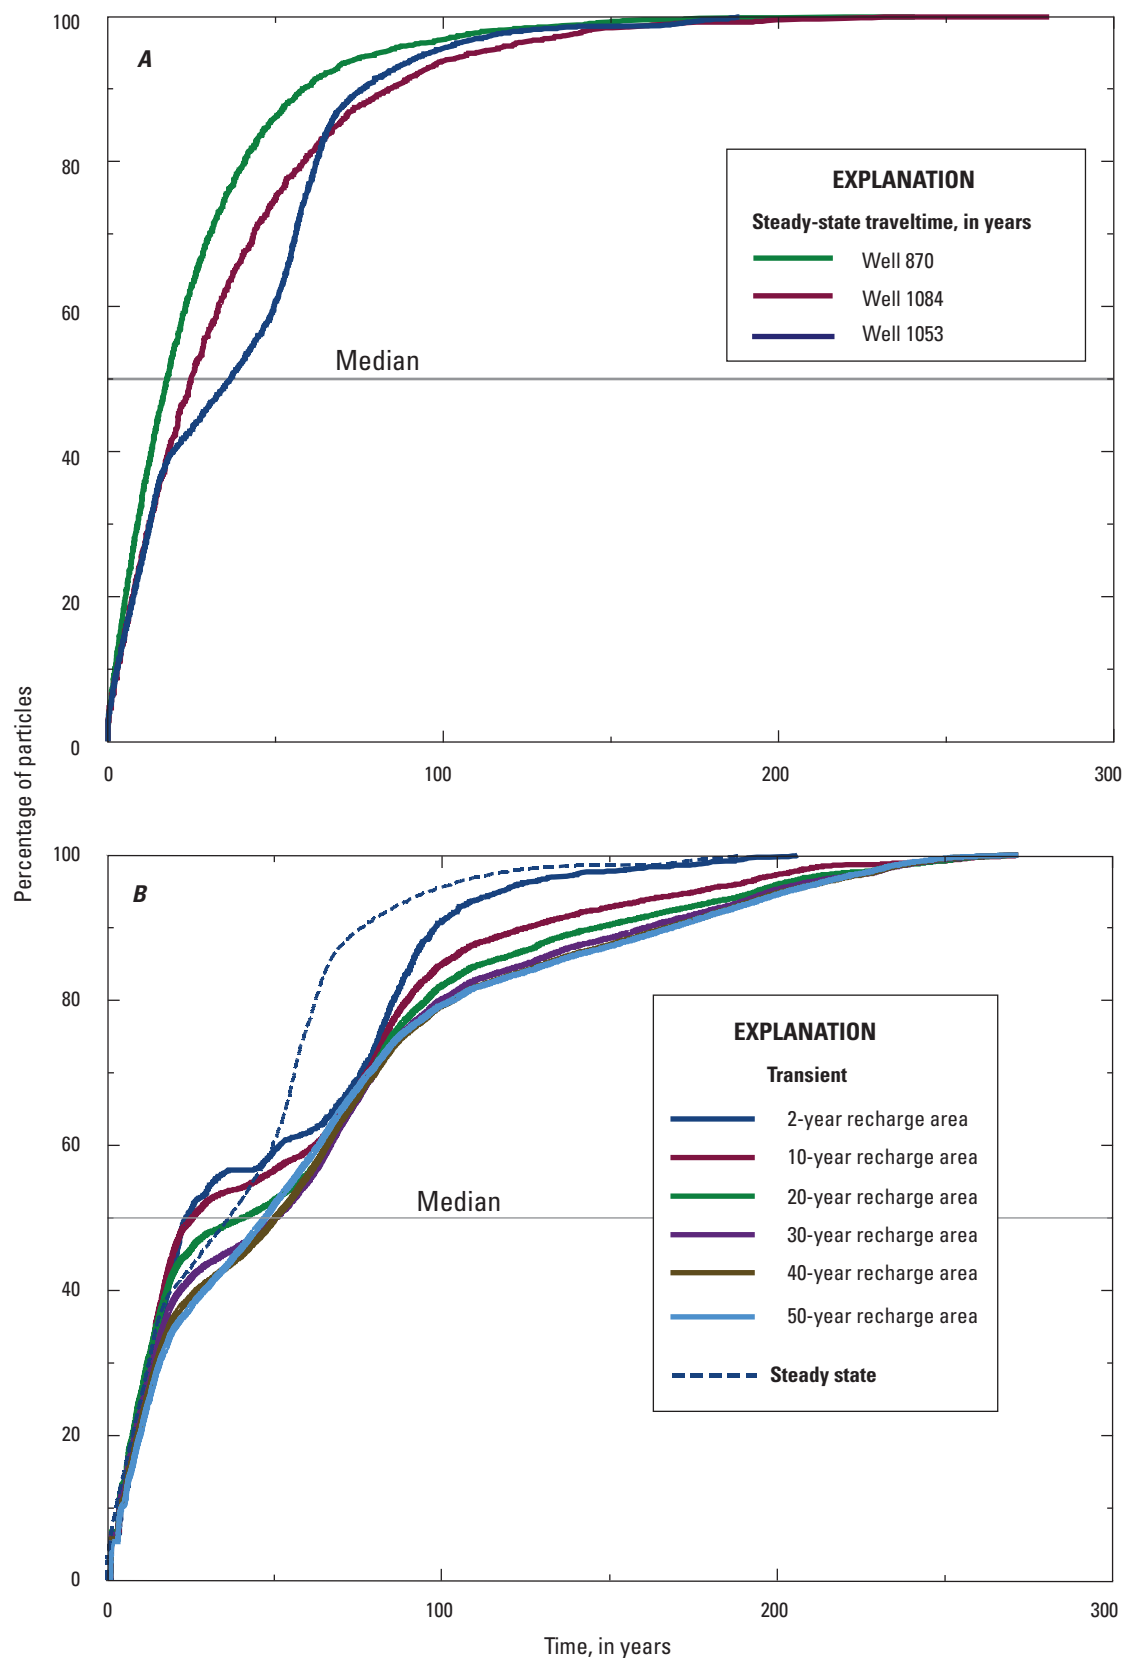 100
A
80
60
40
20
0
0
100
200
300
Median
EXPLANATION
Steady-state traveltime, in years
Well 870
Well 1084
Well 1053
Percentage of particles
100
B
80
60
40
20
0
0
100
200
300
Median
EXPLANATION
Transient
2-year recharge area
10-year recharge area
20-year recharge area
30-year recharge area
40-year recharge area
50-year recharge area
Steady state
Time, in years